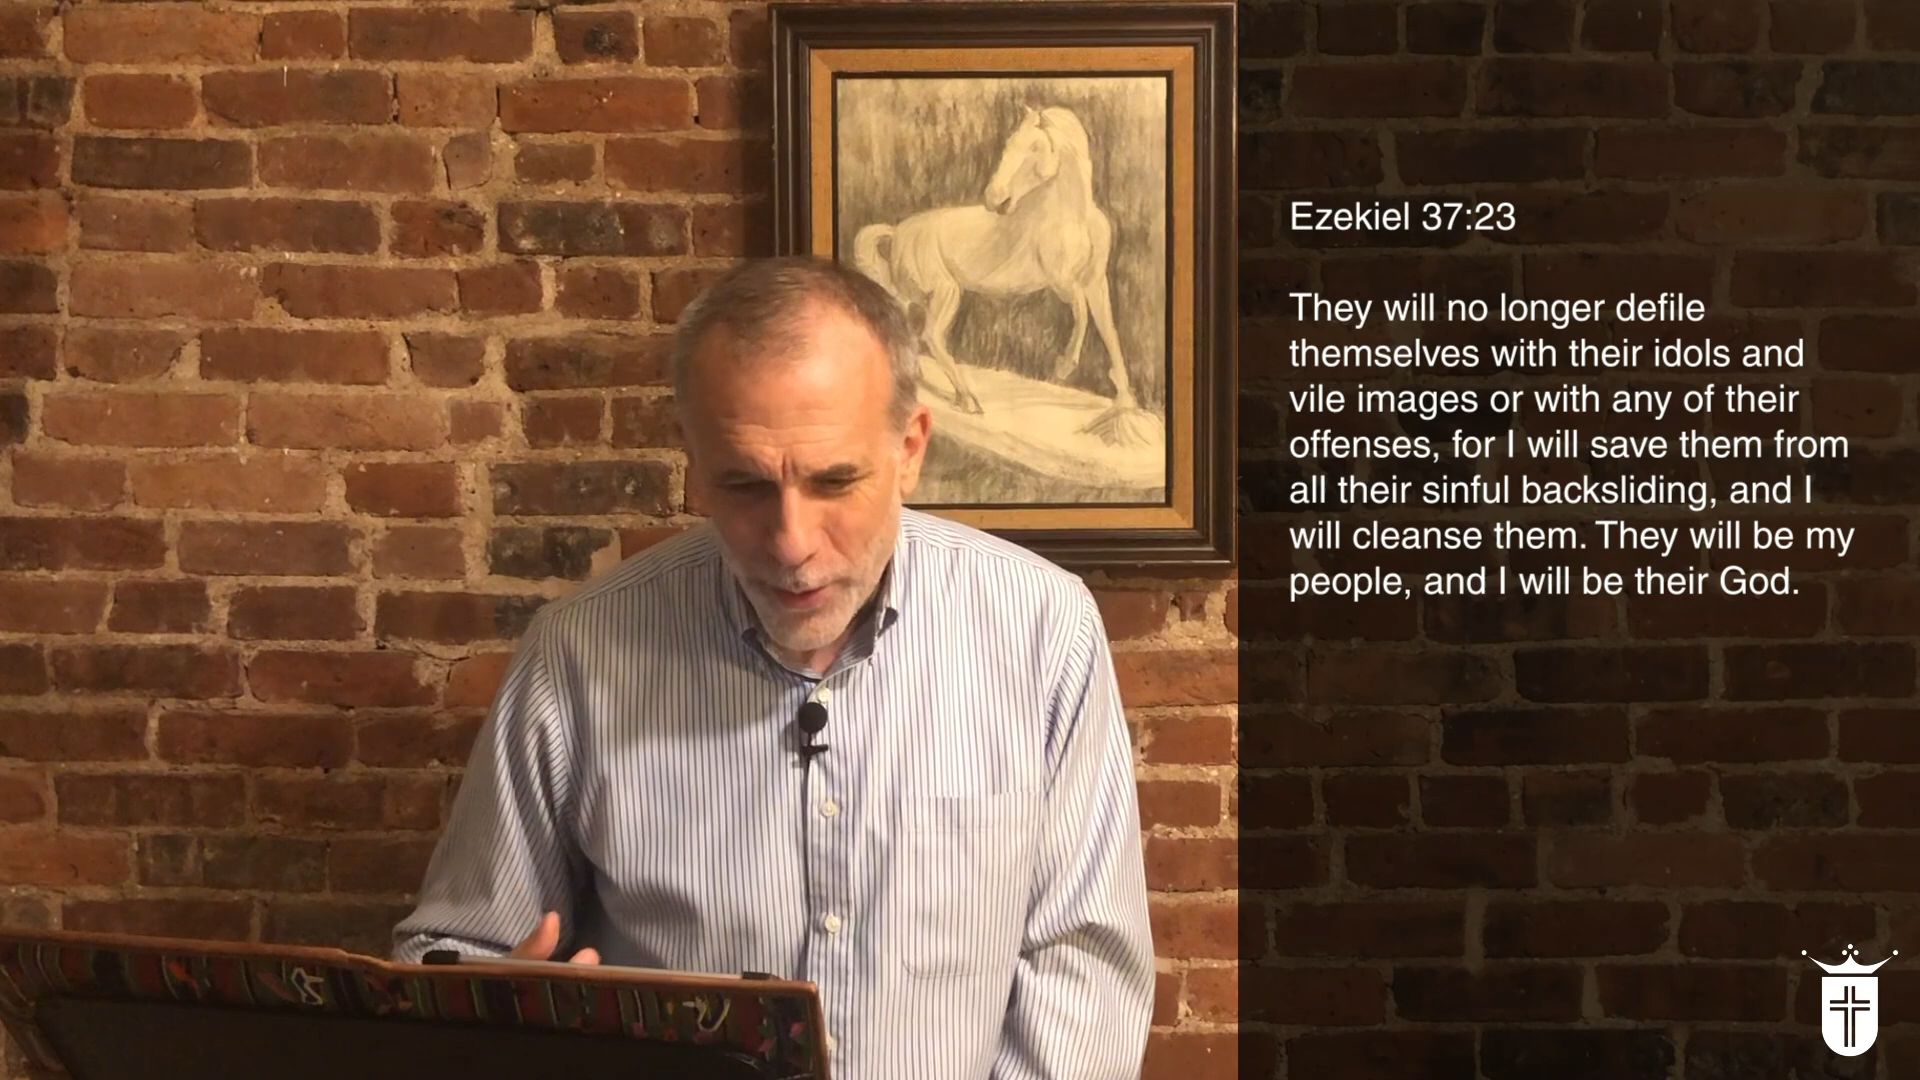 Ezekiel 37:23
They will no longer defile
themselves with their idols and
vile images or with any of their
offenses, for I will save them from
all their sinful backsliding, and I
will cleanse them. They will be my
people, and I will be their God.